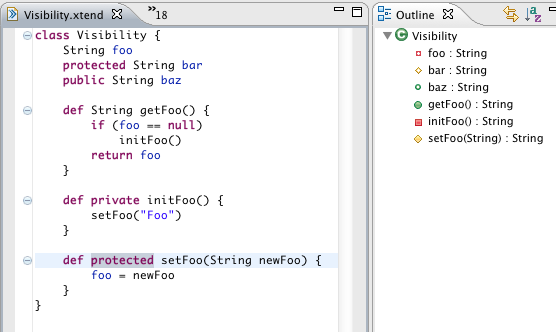 Visibility.xtend
18
class Visibility {
String foo
protected String bar
public String baz
def String getFoo() {
if (foo == null)
initFoo()
return foo
}
def private initFoo() {
setFoo("Foo")
}
def protected setFoo(String newFoo) {
foo = newFoo
}
}
Outline
Visibility
foo : String
bar : String
baz : String
getFoo() : String
initFoo() : String
setFoo(String) : String